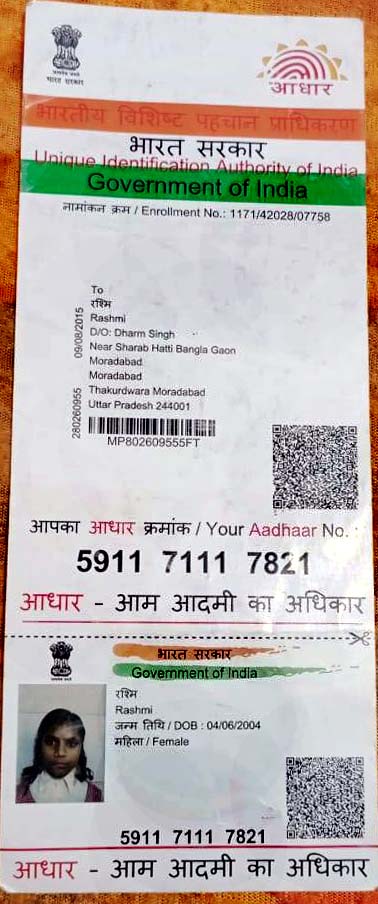 भारत सरकार
आधार
भारतीय विशिष्ट पहचान प्राधिकरण
भारत सरकार
Unique Identification Authority of India
Government of India
नामांकन क्रम / Enrollment No.: 1171/42028/07758
To
रश्मि
Rashmi
D/O: Dharm Singh
Near Sharab Hatti Bangla Gaon
Moradabad
Moradabad
Thakurdwara Moradabad
Uttar Pradesh 244001
09/08/2015
280260955
MP802609555FT
आपका आधार क्रमांक / Your Aadhaar No. :
5911 7111 7821
आधार - आम आदमी का अधिकार
भारत सरकार
Government of India
रश्मि
Rashmi
जन्म तिथि / DOB : 04/06/2004
महिला / Female
5911 7111 7821
आधार - आम आदमी का अधिकार